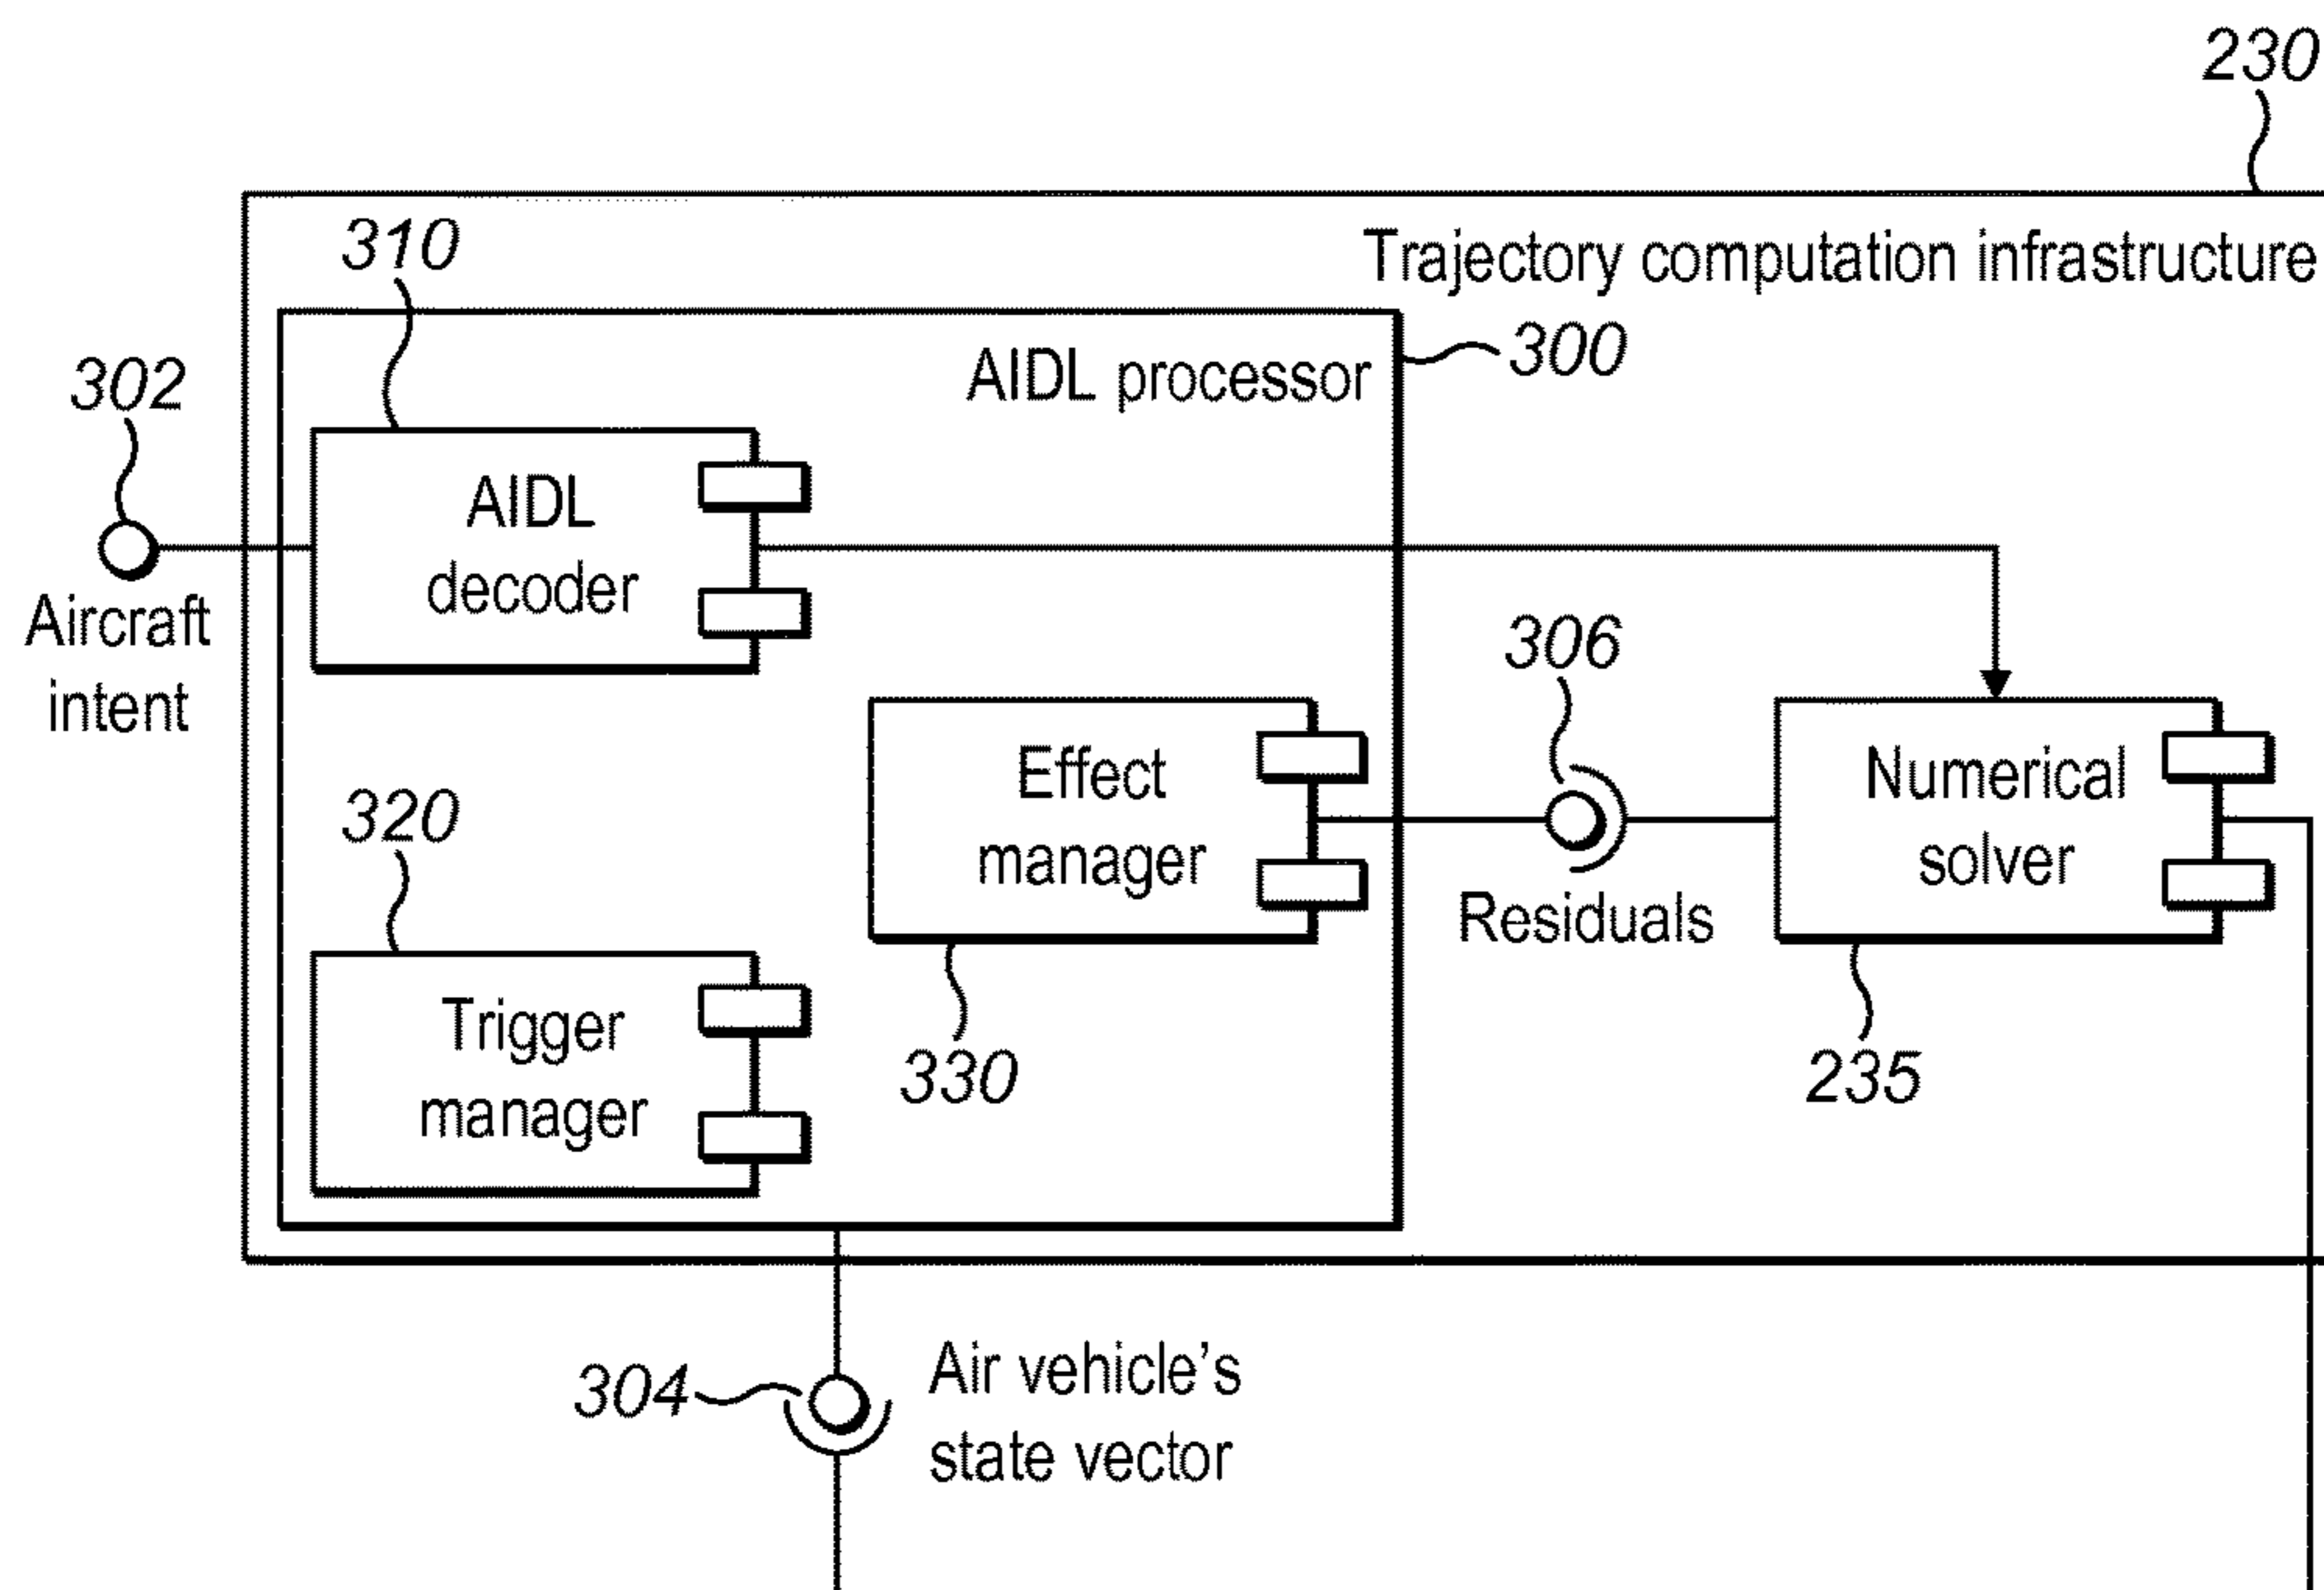 230
Trajectory computation infrastructure
310
AIDL processor
300
302
AIDL
decoder
Aircraft
intent
306
Effect
manager
Residuals
Numerical
solver
320
330
235
Trigger
manager
304
Air vehicle's
state vector